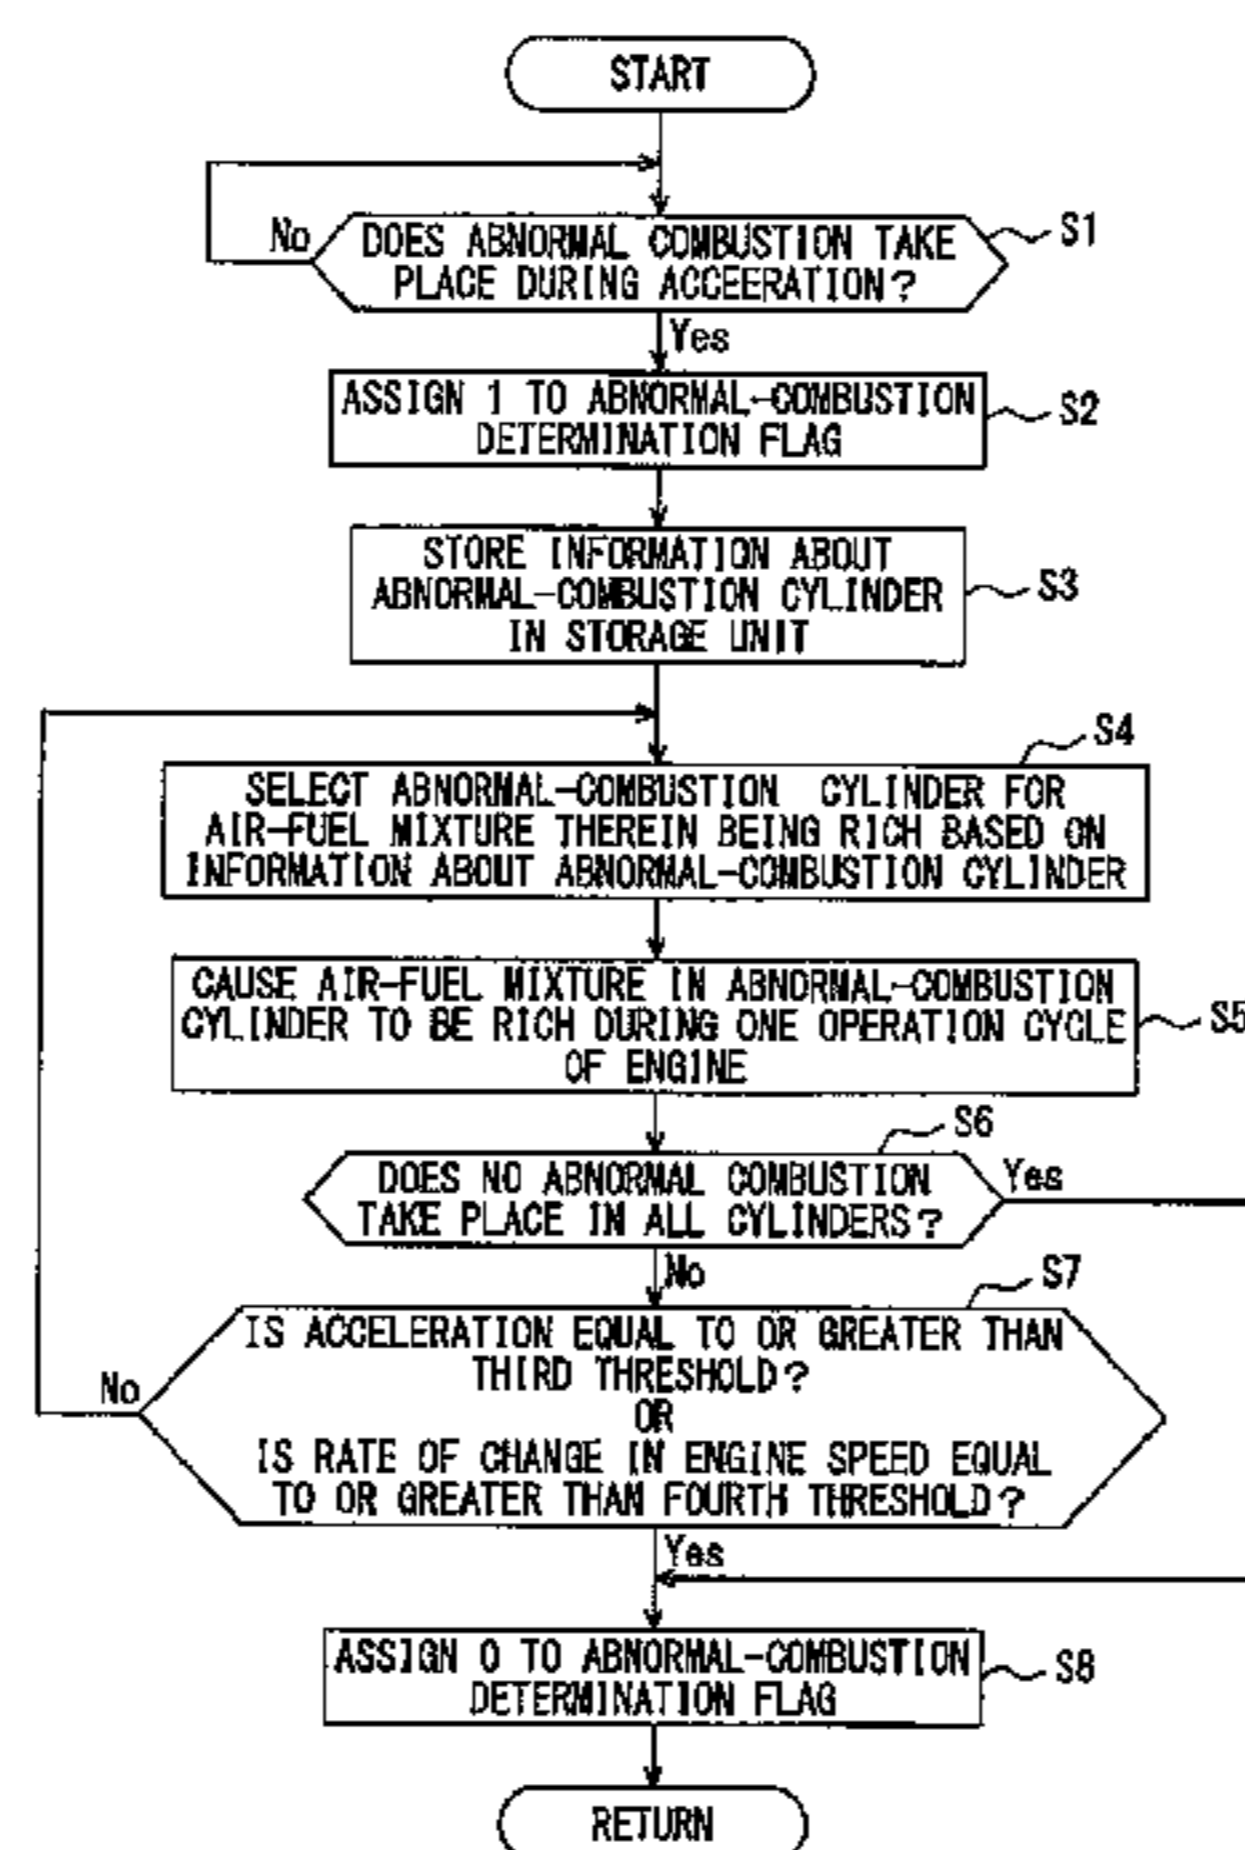 START
No
DOES ABNORMAL COMBUSTION TAKE
PLACE DURING ACCEERATION?
S1
Yes
ASSIGN 1 TO ABNORMAL-COMBUSTION
DETERMINATION FLAG
S2
STORE INFORMATION ABOUT
ABNORMAL-COMBUSTION CYLINDER
IN STORAGE UNIT
S3
S4
SELECT ABNORMAL-COMBUSTION CYLINDER FOR
AIR-FUEL MIXTURE THEREIN BEING RICH BASED ON
INFORMATION ABOUT ABNORMAL-COMBUSTION CYLINDER
CAUSE AIR-FUEL MIXTURE IN ABNORMAL-COMBUSTION
CYLINDER TO BE RICH DURING ONE OPERATION CYCLE
OF ENGINE
S5
S6
DOES NO ABNORMAL COMBUSTION
TAKE PLACE IN ALL CYLINDERS?
Yes
No
S7
IS ACCELERATION EQUAL TO OR GREATER THAN
THIRD THRESHOLD?
OR
IS RATE OF CHANGE IN ENGINE SPEED EQUAL
TO OR GREATER THAN FOURTH THRESHOLD?
No
Yes
ASSIGN 0 TO ABNORMAL-COMBUSTION
DETERMINATION FLAG
S8
RETURN